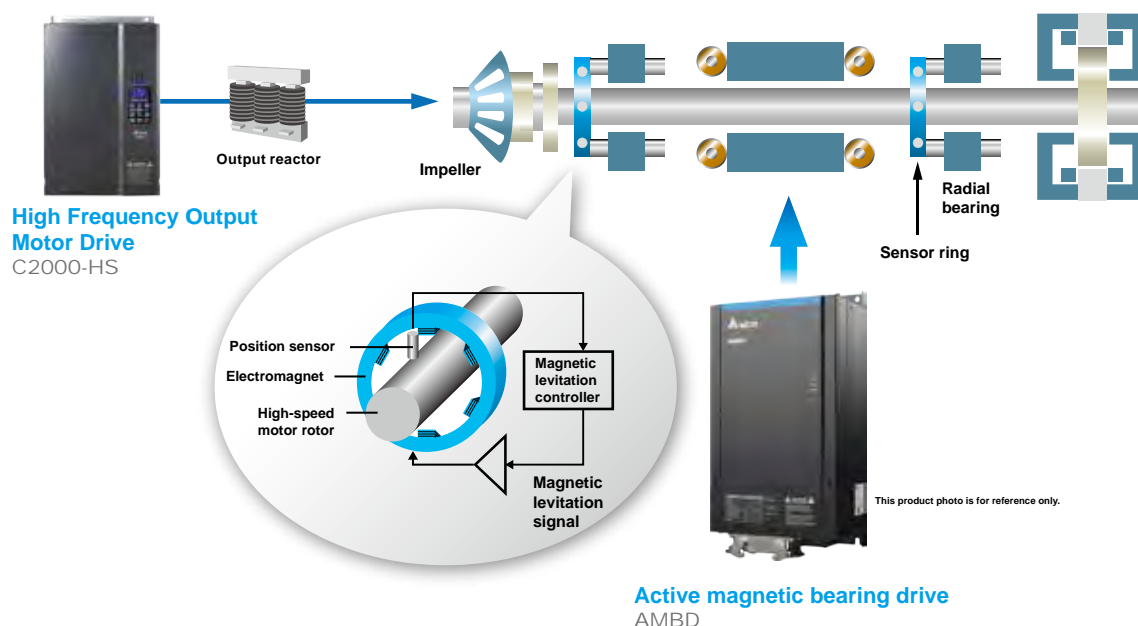 Output reactor
Impeller
Radial
bearing
Sensor ring
High Frequency Output
Motor Drive
C2000-HS
Position sensor
Electromagnet
High-speed
motor rotor
Magnetic
levitation
controller
Magnetic
levitation
signal
This product photo is for reference only.
Active magnetic bearing drive
AMBD